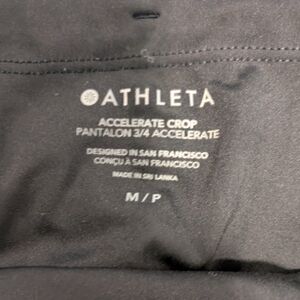 ATHLETA
ACCELERATE CROP
PANTALON 3/4 ACCELERATE
DESIGNED IN SAN FRANCISCO
CONÇU À SAN FRANCISCO
MADE IN SRI LANKA
M / P